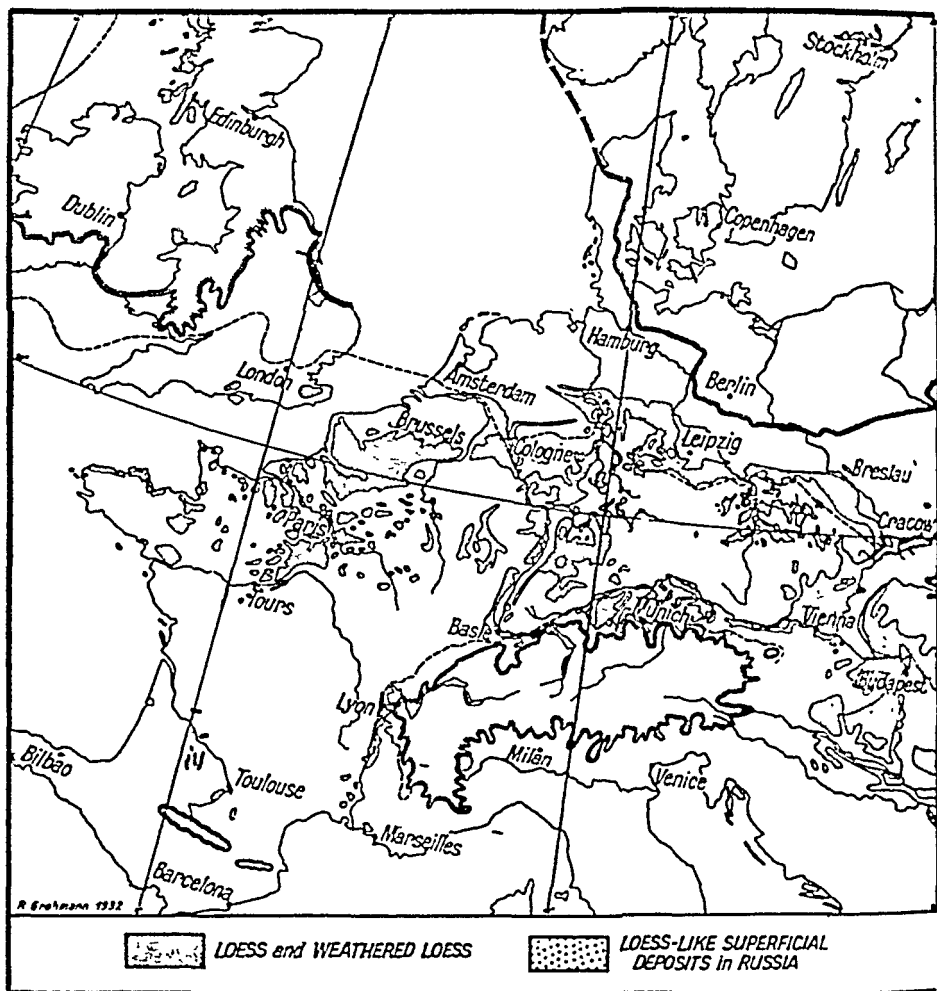 Stockholm
Edinburgh
Dublin
Copenhagen
Hamburg
London
Amsterdam
Berlin
Brussels
Cologne
Leipzig
Breslau
Paris
Cracow
Tours
Munich
Vienna
Basle
Budapest
Lyon
Bilbao
Milan
Venice
Toulouse
Marseilles
Barcelona
R Grahmann 1932
LOESS and WEATHERED LOESS
LOESS-LIKE SUPERFICIAL
DEPOSITS in RUSSIA